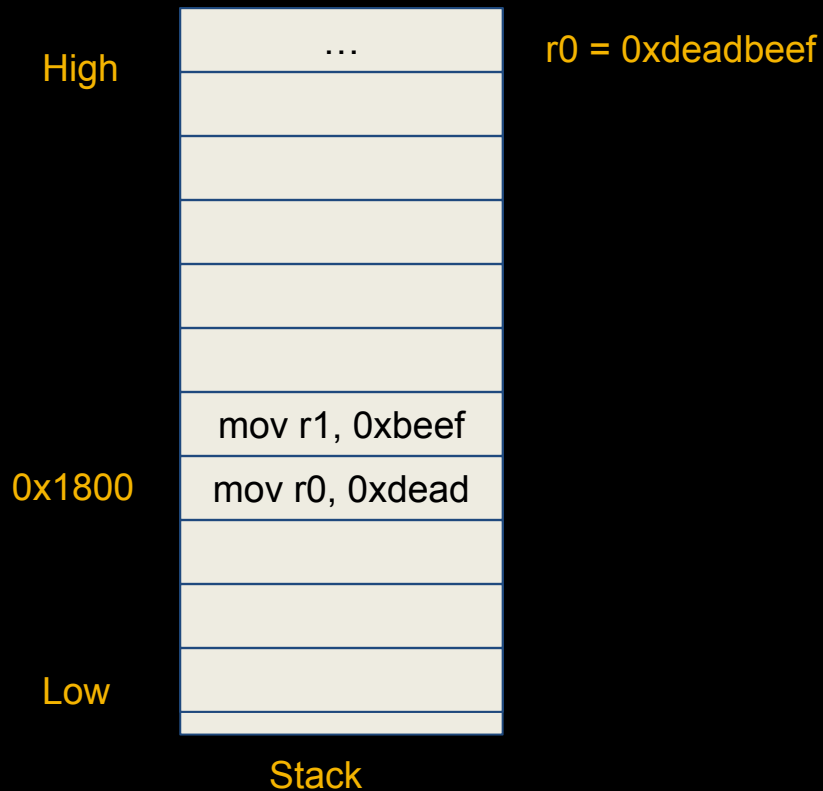 …
r0 = 0xdeadbeef
High
mov r1, 0xbeef
0x1800
mov r0, 0xdead
Low
Stack